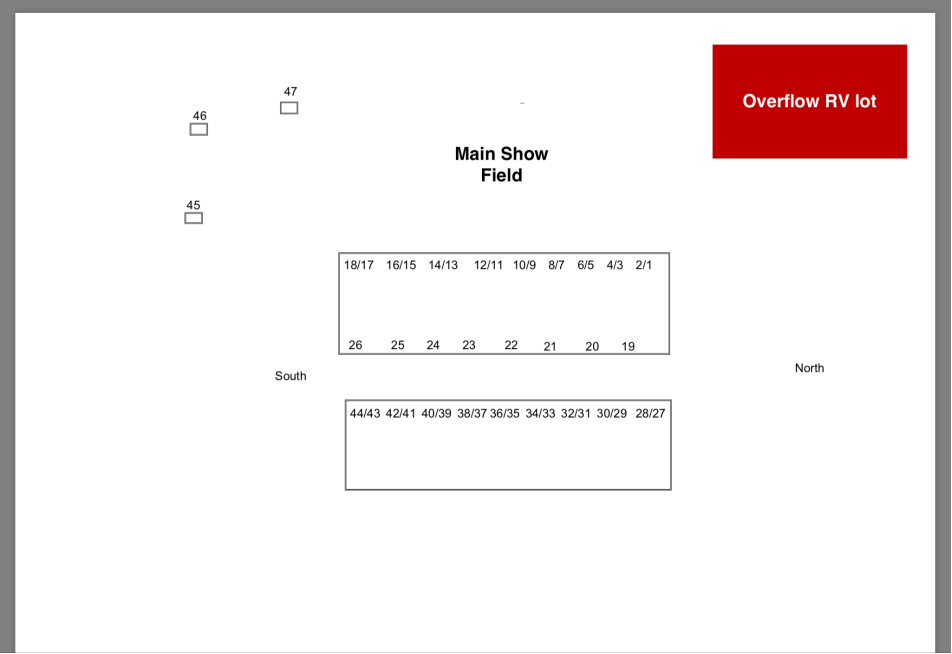 47
Overflow RV lot
46
Main Show
Field
45
18/17 16/15 14/13 12/11 10/9 8/7 6/5 4/3 2/1
26 25 24 23 22 21 20 19
North
South
44/43 42/41 40/39 38/37 36/35 34/33 32/31 30/29 28/27